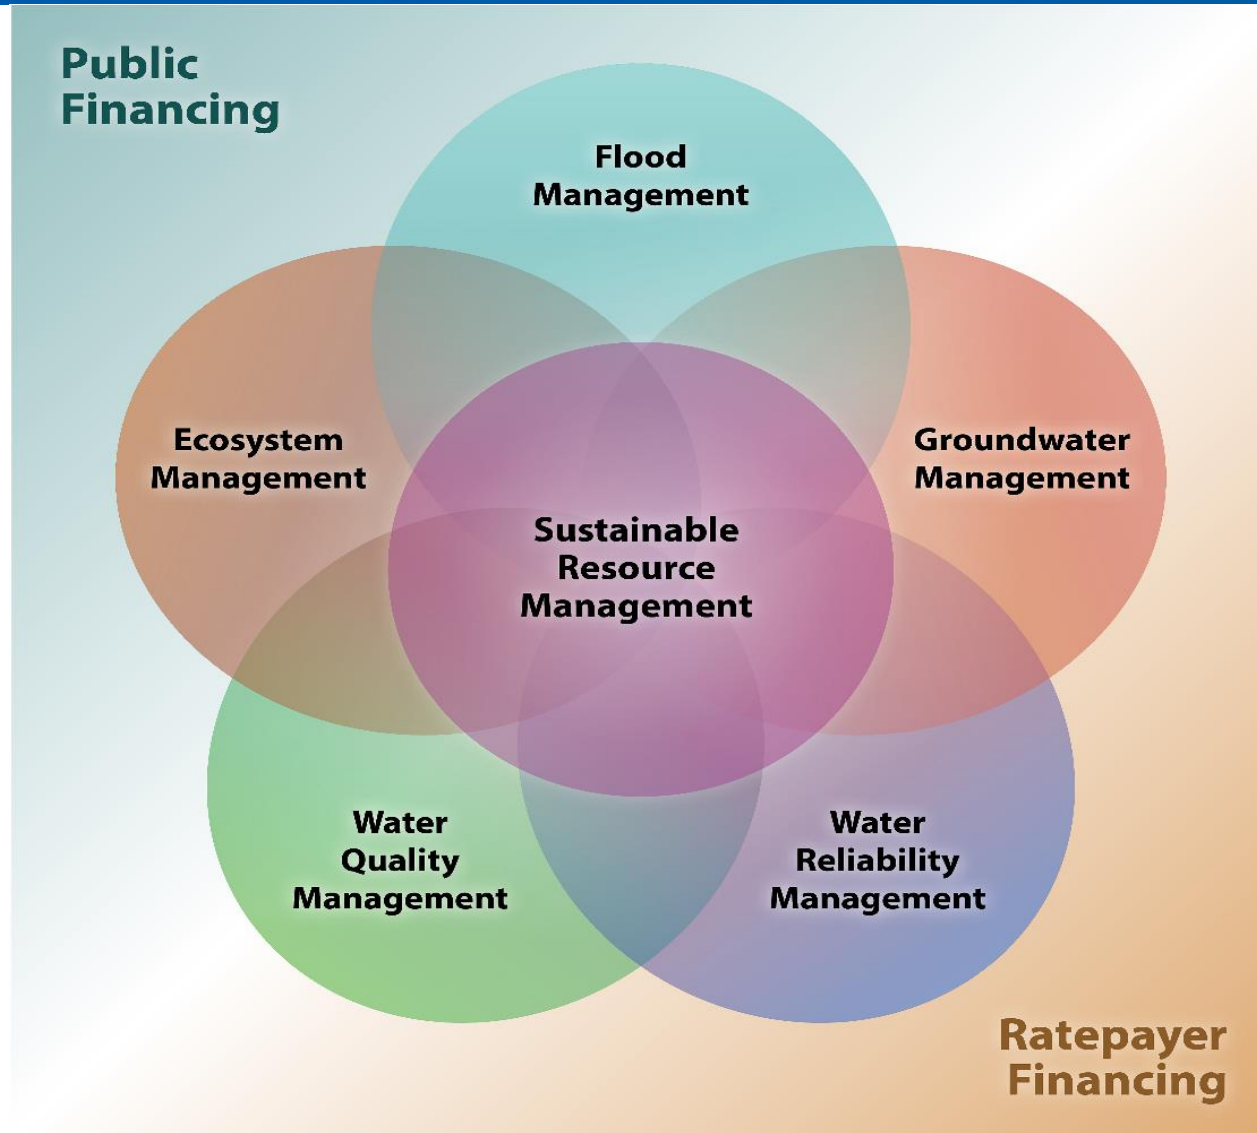 Public
Financing
Flood
Management
Ecosystem
Management
Groundwater
Management
Sustainable
Resource
Management
Water
Quality
Management
Water
Reliability
Management
Ratepayer
Financing